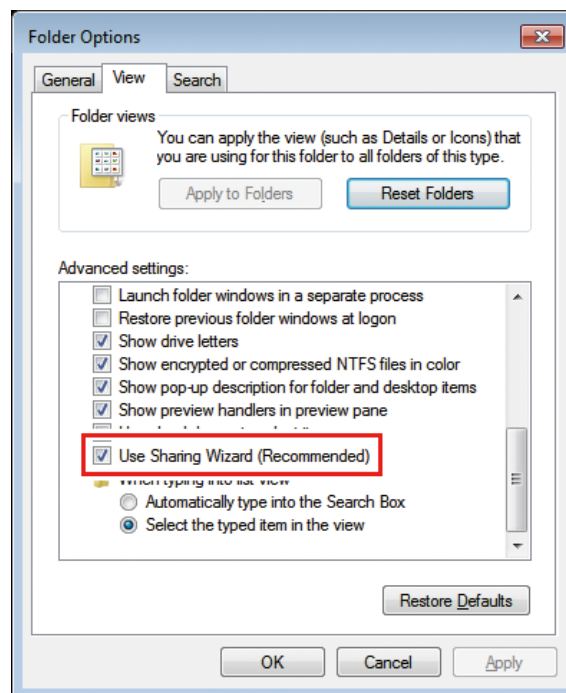 Folder Options
General
View
Search
Folder views
You can apply the view (such as Details or Icons) that
you are using for this folder to all folders of this type.
Apply to Folders
Reset Folders
Advanced settings:
Launch folder windows in a separate process
Restore previous folder windows at logon
Show drive letters
Show encrypted or compressed NTFS files in color
Show pop-up description for folder and desktop items
Show preview handlers in preview pane
Use Sharing Wizard (Recommended)
When typing into list view
Automatically type into the Search Box
Select the typed item in the view
Restore Defaults
OK
Cancel
Apply